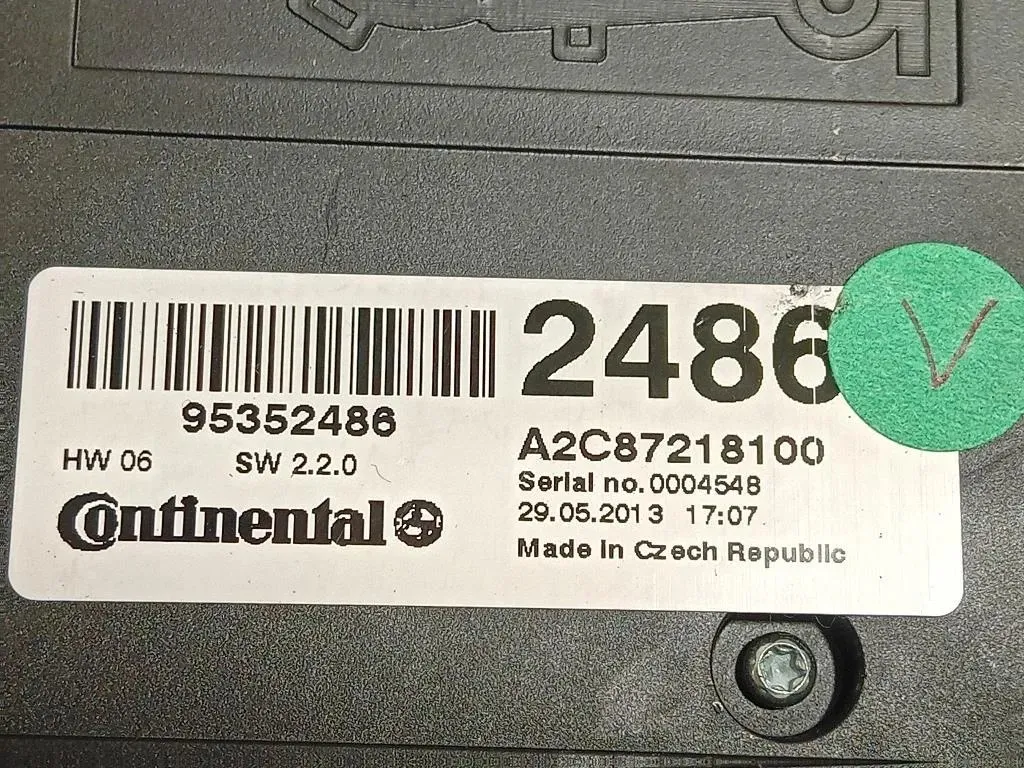 2486
95352486
HW 06 SW 2.2.0
Continental
A2C87218100
Serial no. 0004548
29.05.2013 17:07
Made in Czech Republic
V